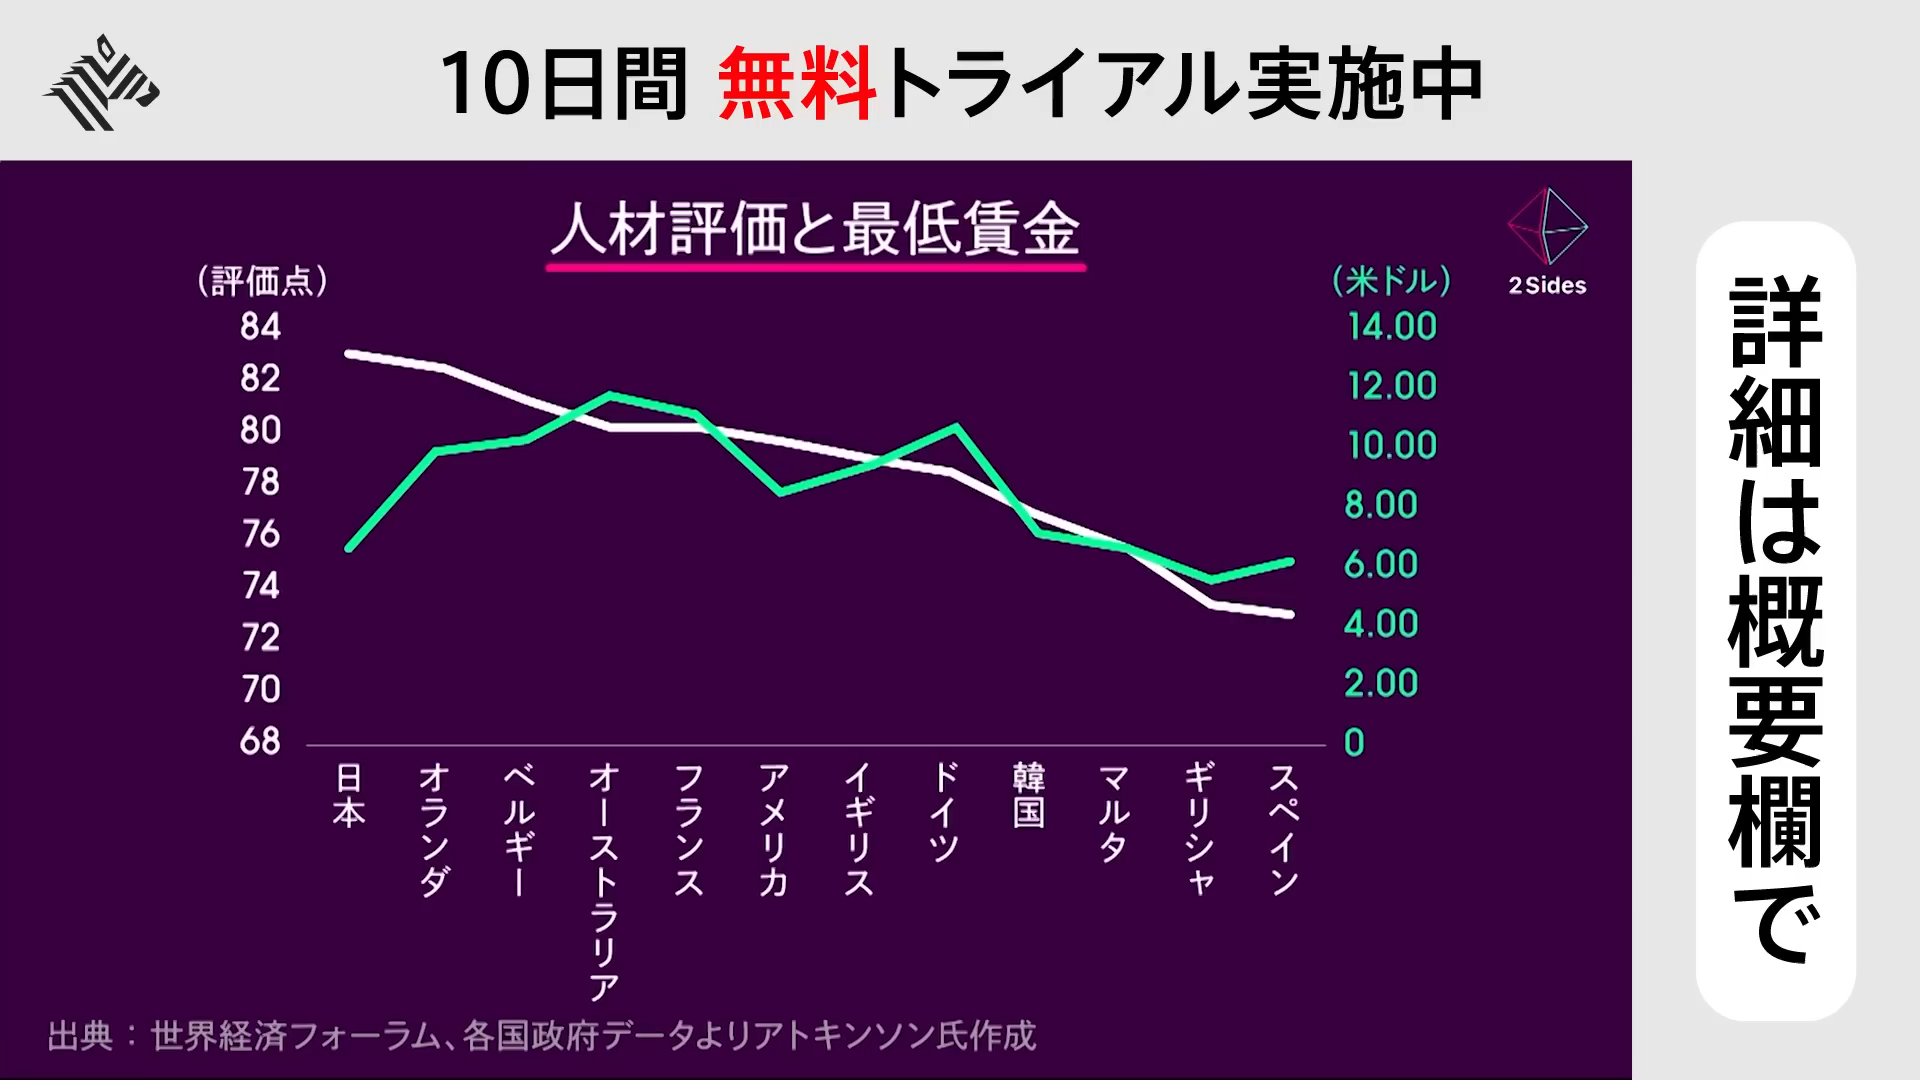 10日間 無料トライアル実施中
人材評価と最低賃金
2Sides
（評価点）
84
82
80
78
76
74
72
70
68
（米ドル）
14.00
12.00
10.00
8.00
6.00
4.00
2.00
0
日本
オランダ
ベルギー
オーストラリア
フランス
アメリカ
イギリス
ドイツ
韓国
マルタ
ギリシャ
スペイン
出典：世界経済フォーラム、各国政府データよりアトキンソン氏作成
詳細は概要欄で